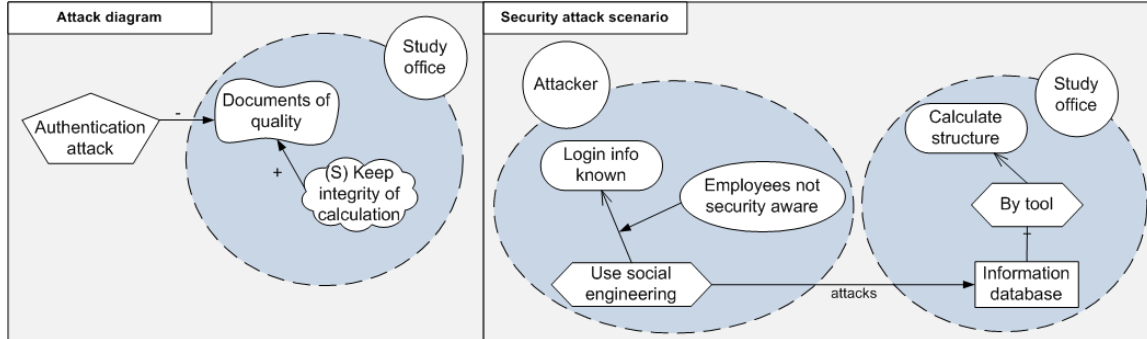 Attack diagram
Study
office
Documents of
quality
-
Authentication
attack
+
(S) Keep
integrity of
calculation
Security attack scenario
Attacker
Study
office
Calculate
structure
Login info
known
Employees not
security aware
By tool
Use social
engineering
attacks
Information
database